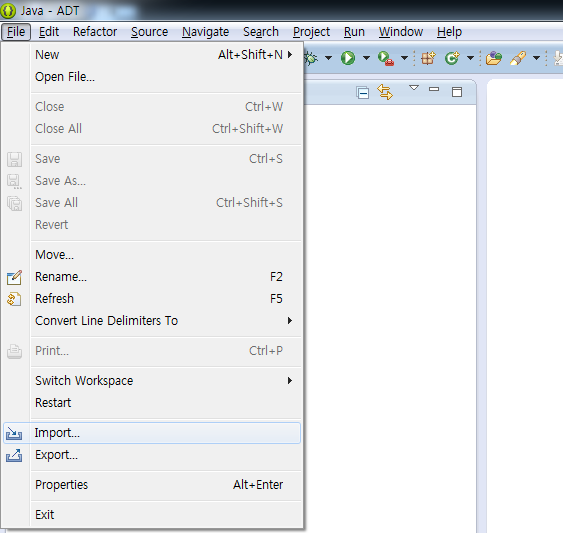 Java - ADT
File Edit Refactor Source Navigate Search Project Run Window Help
New Alt+Shift+N
Open File...
Close Ctrl+W
Close All Ctrl+Shift+W
Save Ctrl+S
Save As...
Save All Ctrl+Shift+S
Revert
Move...
Rename... F2
Refresh F5
Convert Line Delimiters To
Print... Ctrl+P
Switch Workspace
Restart
Import...
Export...
Properties Alt+Enter
Exit